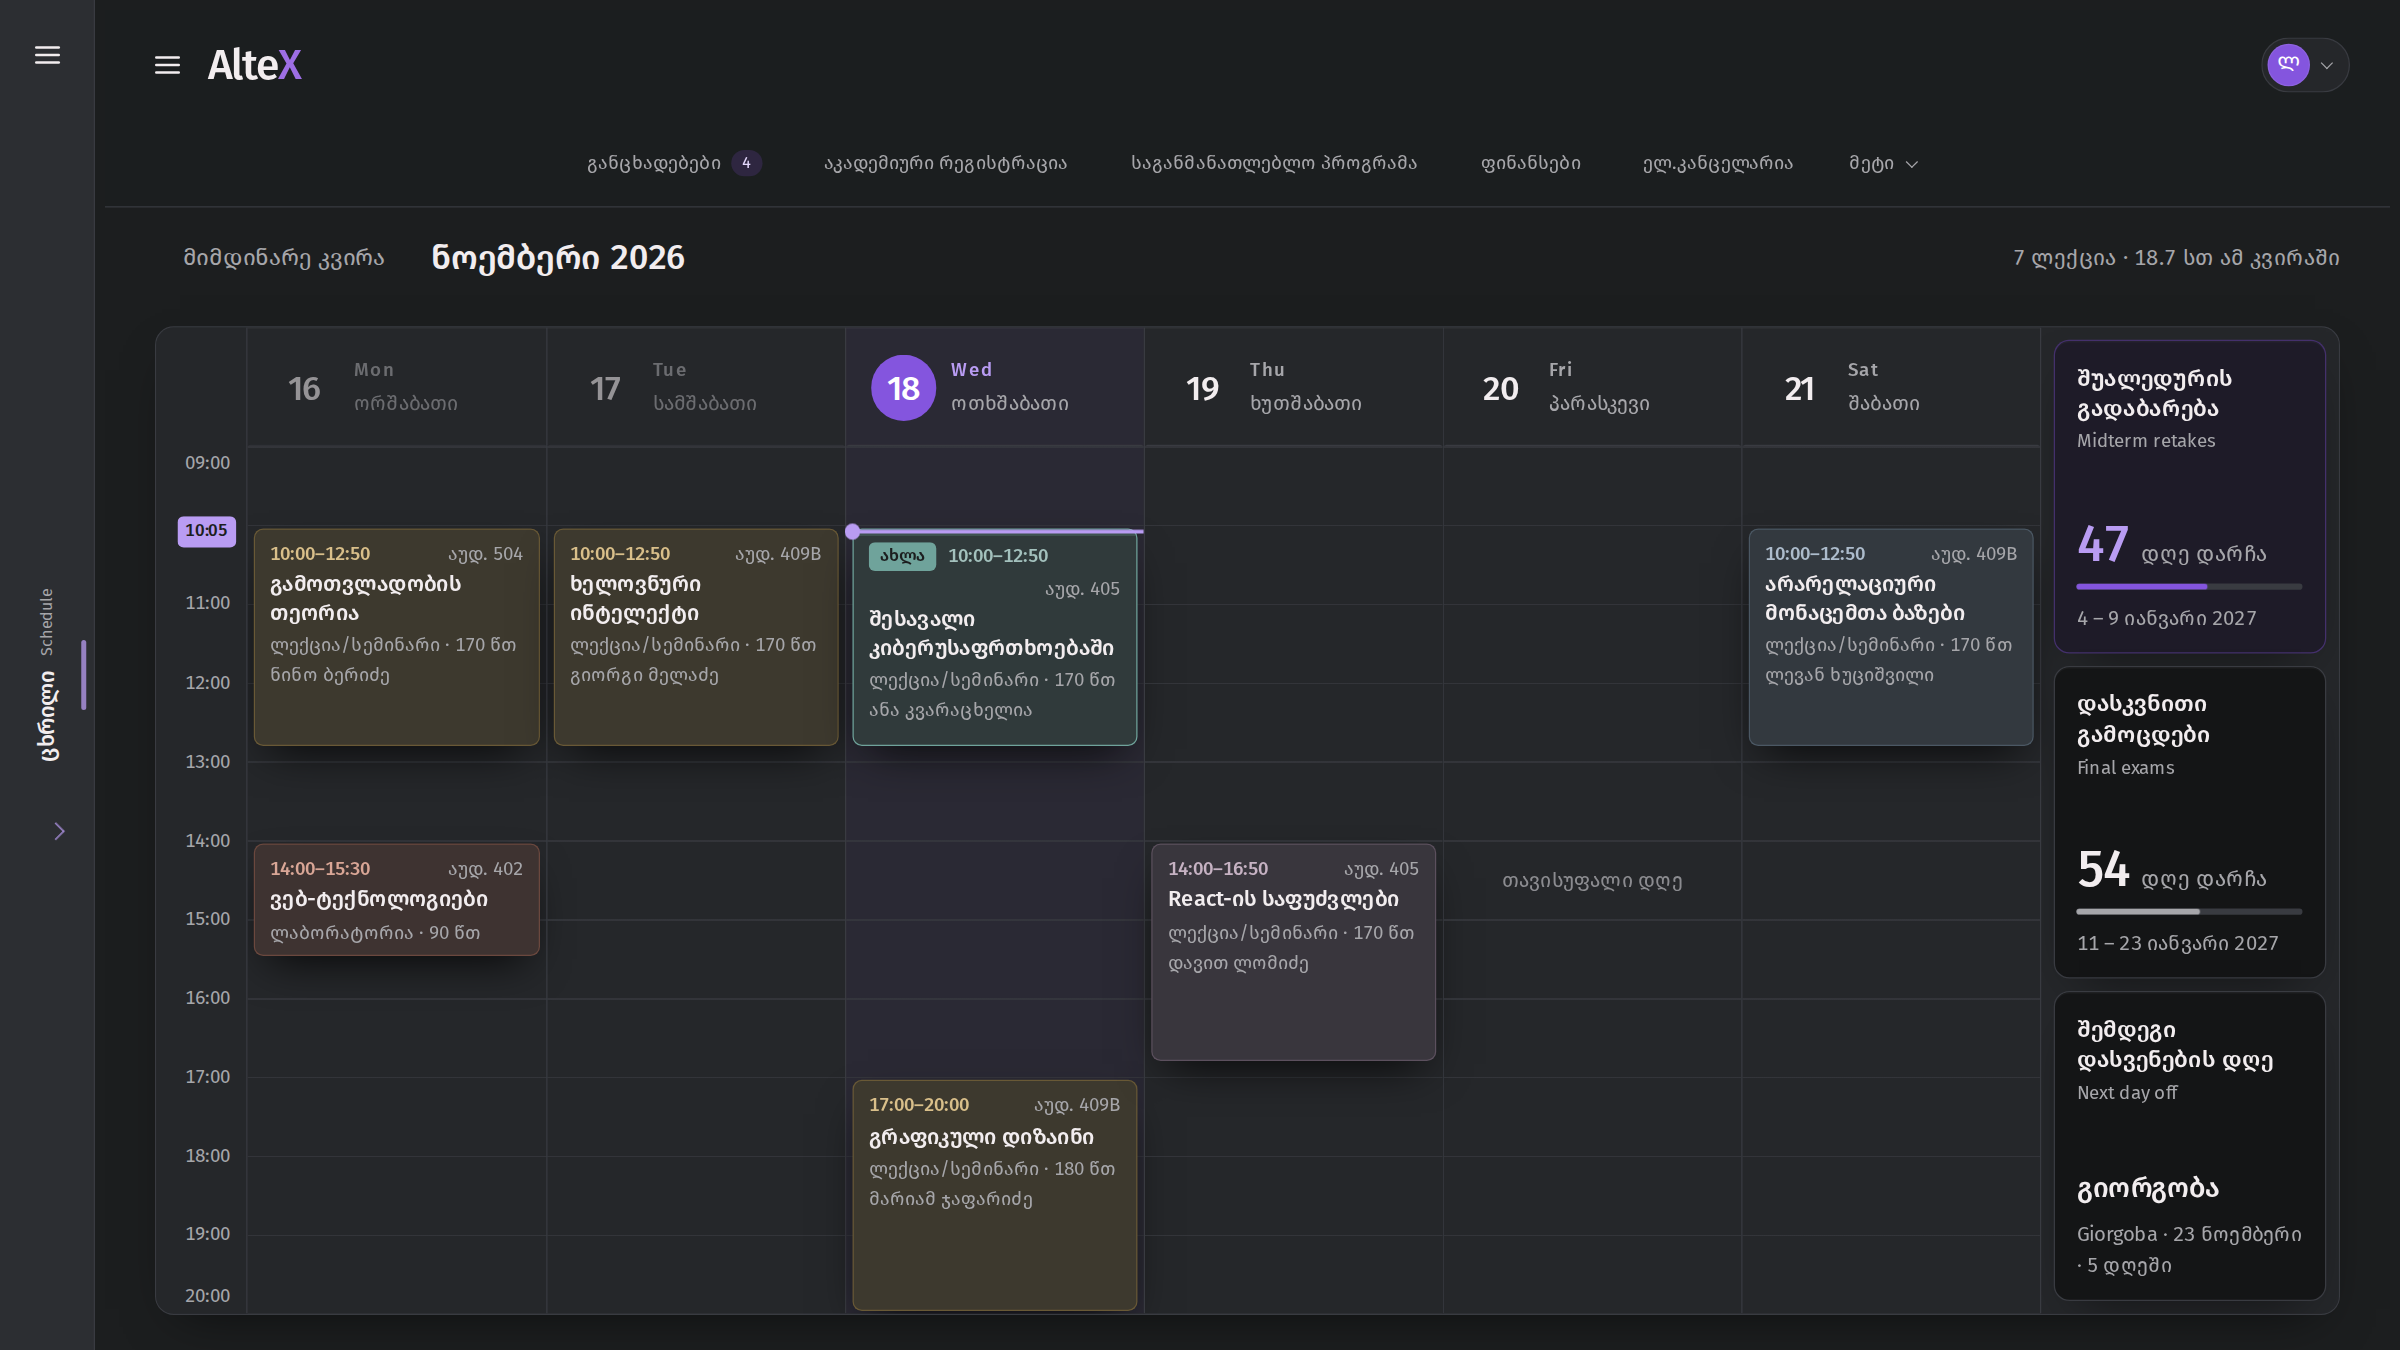 AlteX
ლ
განცხადებები 4
აკადემიური რეგისტრაცია
საგანმანათლებლო პროგრამა
ფინანსები
ელ.კანცელარია
მეტი
მიმდინარე კვირა
ნოემბერი 2026
7 ლექცია · 18.7 სთ ამ კვირაში
ცხრილი Schedule
16 Mon ორშაბათი
17 Tue სამშაბათი
18 Wed ოთხშაბათი
19 Thu ხუთშაბათი
20 Fri პარასკევი
21 Sat შაბათი
09:00
10:05
11:00
12:00
13:00
14:00
15:00
16:00
17:00
18:00
19:00
20:00
10:00–12:50 აუდ. 504
გამოთვლადობის
თეორია
ლექცია/სემინარი · 170 წთ
ნინო ბერიძე
14:00–15:30 აუდ. 402
ვებ-ტექნოლოგიები
ლაბორატორია · 90 წთ
10:00–12:50 აუდ. 409B
ხელოვნური
ინტელექტი
ლექცია/სემინარი · 170 წთ
გიორგი მელაძე
ახლა 10:00–12:50
აუდ. 405
შესავალი
კიბერუსაფრთხოებაში
ლექცია/სემინარი · 170 წთ
ანა კვარაცხელია
17:00–20:00 აუდ. 409B
გრაფიკული დიზაინი
ლექცია/სემინარი · 180 წთ
მარიამ ჯაფარიძე
14:00–16:50 აუდ. 405
React-ის საფუძვლები
ლექცია/სემინარი · 170 წთ
დავით ლომიძე
თავისუფალი დღე
10:00–12:50 აუდ. 409B
არარელაციური
მონაცემთა ბაზები
ლექცია/სემინარი · 170 წთ
ლევან ხუციშვილი
შუალედურის
გადაბარება
Midterm retakes
47 დღე დარჩა
4 – 9 იანვარი 2027
დასკვნითი
გამოცდები
Final exams
54 დღე დარჩა
11 – 23 იანვარი 2027
შემდეგი
დასვენების დღე
Next day off
გიორგობა
Giorgoba · 23 ნოემბერი
· 5 დღეში